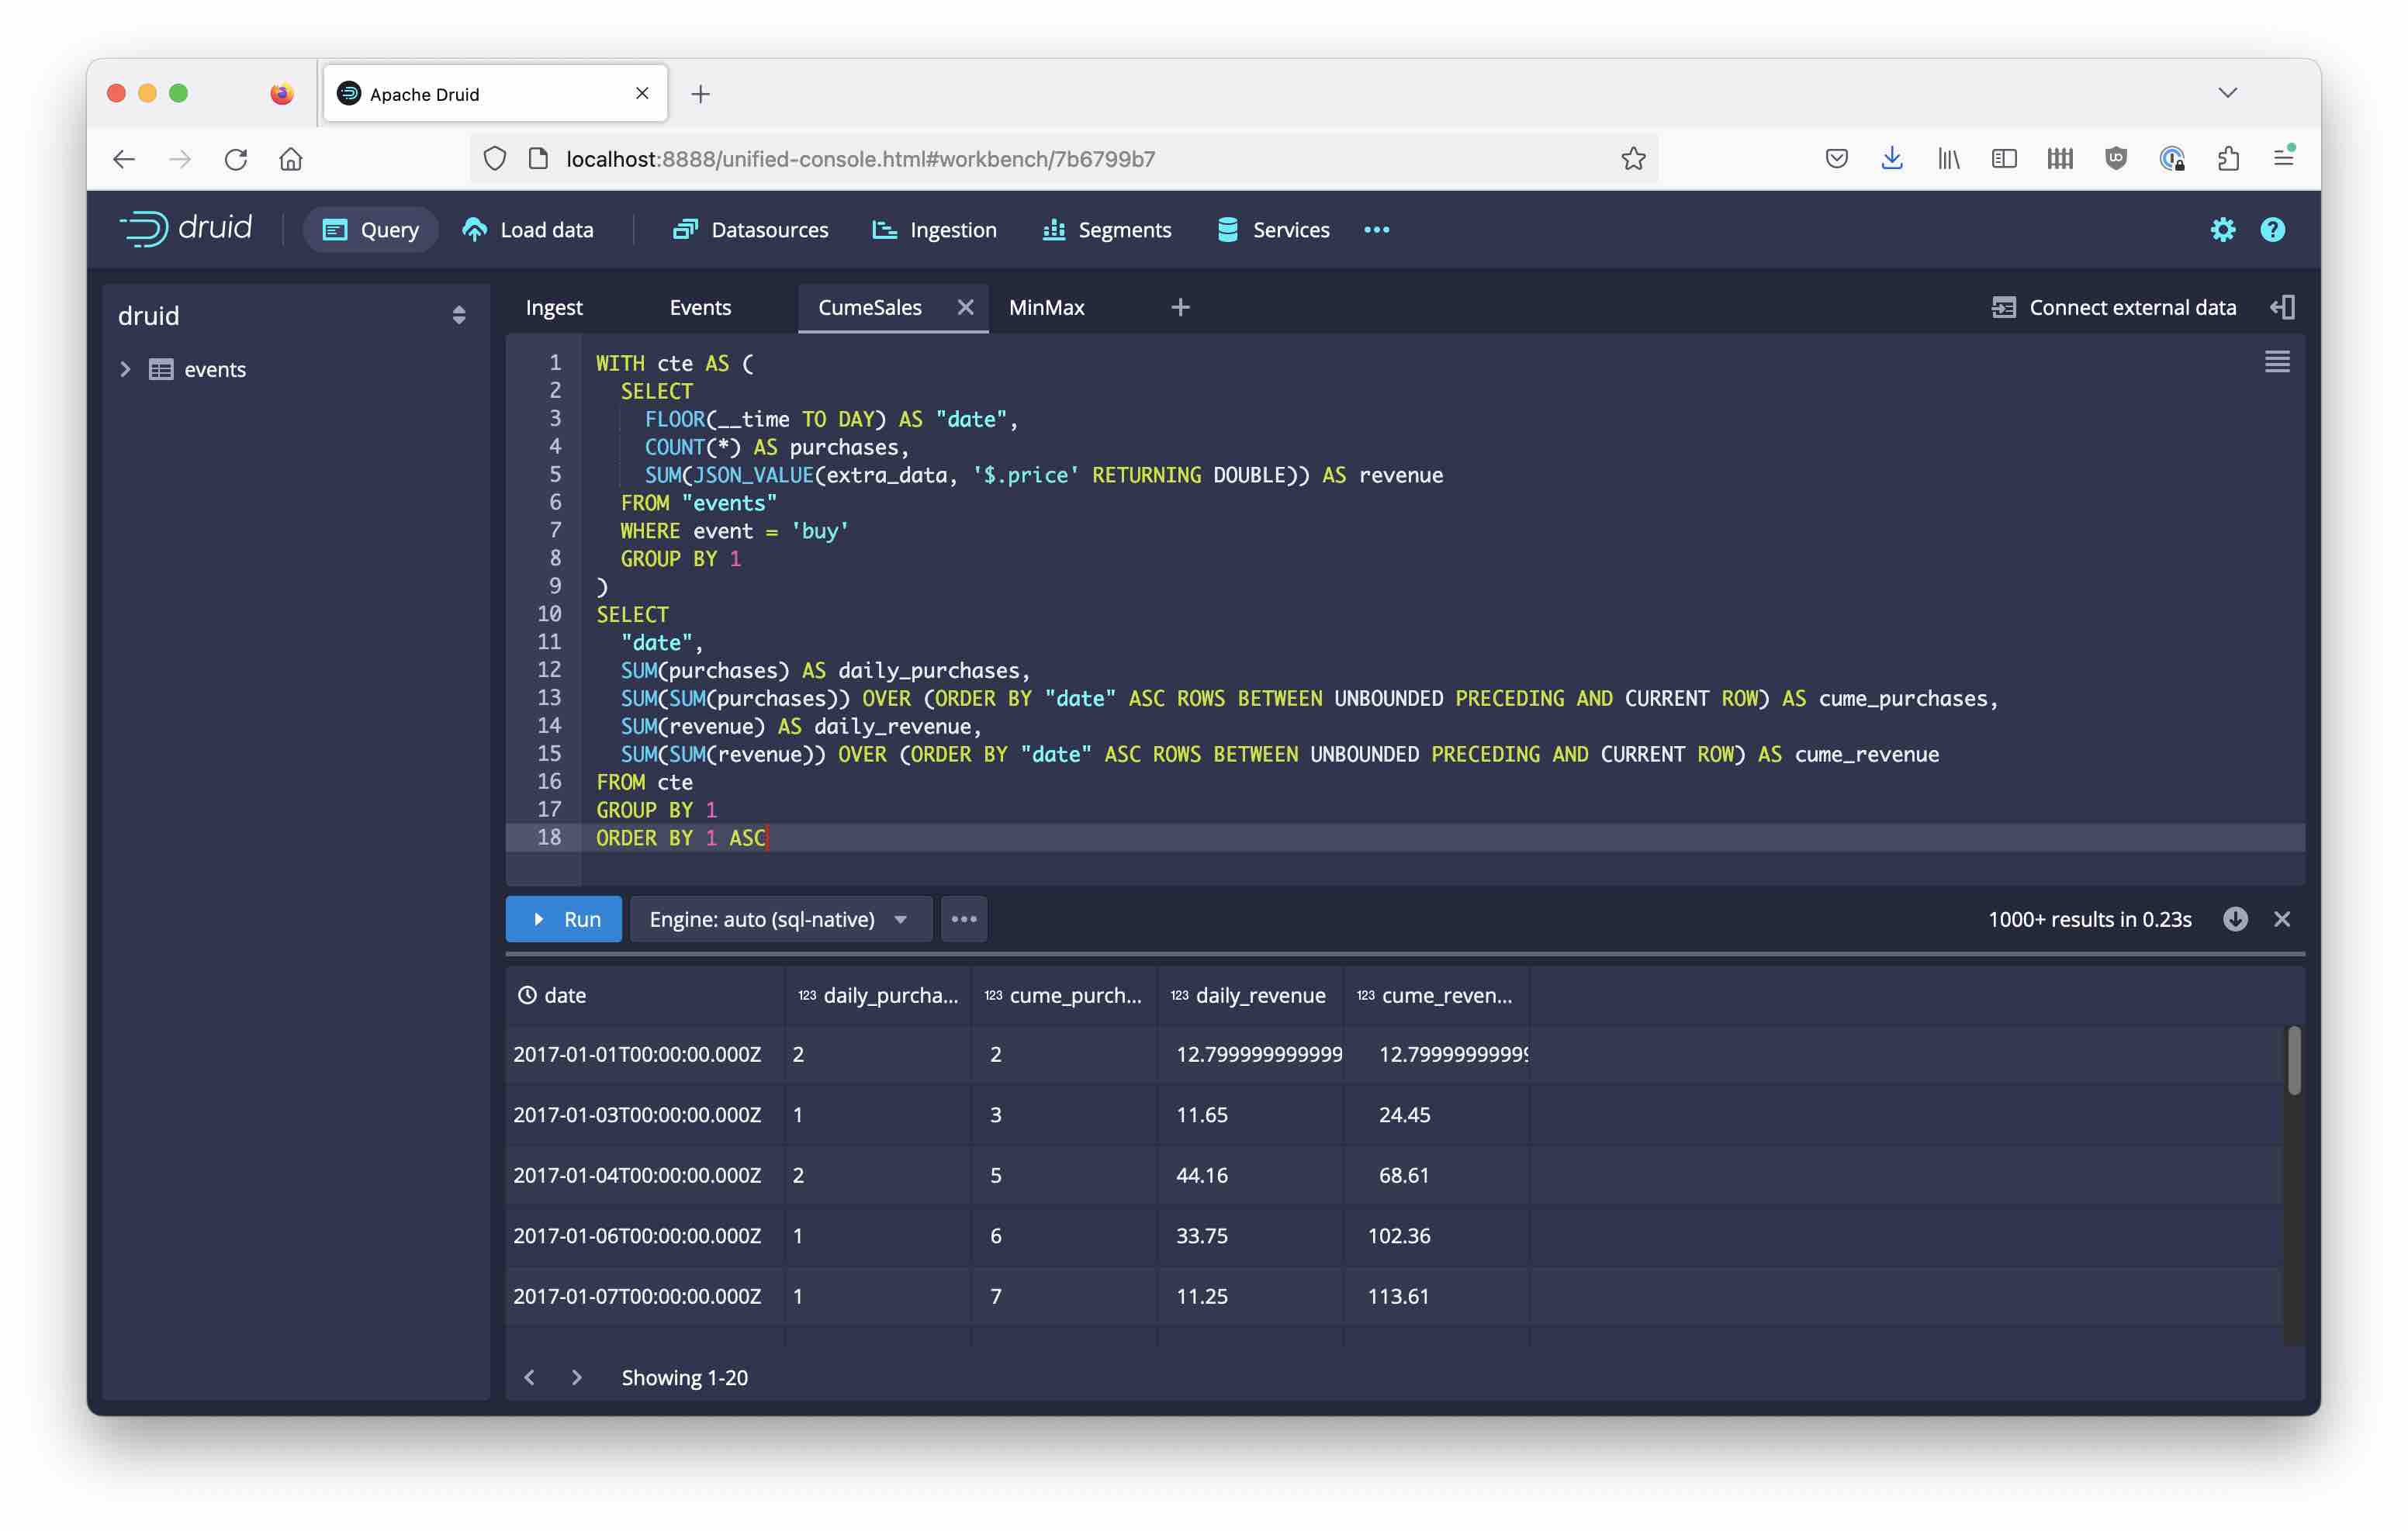 Apache Druid
localhost:8888/unified-console.html#workbench/7b6799b7
druid Query Load data Datasources Ingestion Segments Services
druid
events
Ingest Events CumeSales MinMax Connect external data
1 WITH cte AS (
2 SELECT
3 FLOOR(__time TO DAY) AS "date",
4 COUNT(*) AS purchases,
5 SUM(JSON_VALUE(extra_data, '$.price' RETURNING DOUBLE)) AS revenue
6 FROM "events"
7 WHERE event = 'buy'
8 GROUP BY 1
9 )
10 SELECT
11 "date",
12 SUM(purchases) AS daily_purchases,
13 SUM(SUM(purchases)) OVER (ORDER BY "date" ASC ROWS BETWEEN UNBOUNDED PRECEDING AND CURRENT ROW) AS cume_purchases,
14 SUM(revenue) AS daily_revenue,
15 SUM(SUM(revenue)) OVER (ORDER BY "date" ASC ROWS BETWEEN UNBOUNDED PRECEDING AND CURRENT ROW) AS cume_revenue
16 FROM cte
17 GROUP BY 1
18 ORDER BY 1 ASC
Run Engine: auto (sql-native) 1000+ results in 0.23s
date 123 daily_purcha... 123 cume_purch... 123 daily_revenue 123 cume_reven...
2017-01-01T00:00:00.000Z 2 2 12.799999999999 12.79999999999
2017-01-03T00:00:00.000Z 1 3 11.65 24.45
2017-01-04T00:00:00.000Z 2 5 44.16 68.61
2017-01-06T00:00:00.000Z 1 6 33.75 102.36
2017-01-07T00:00:00.000Z 1 7 11.25 113.61
Showing 1-20